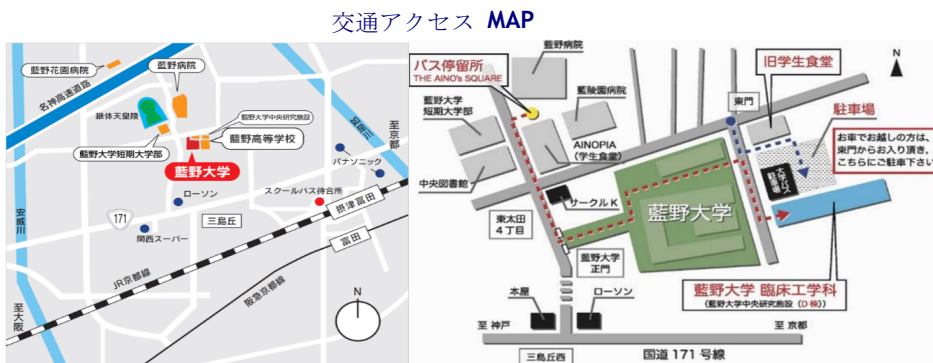 交通アクセス MAP
藍野花園病院
藍野病院
名神高速道路
継体天皇陵
藍野大学中央研究施設
藍野高等学校
藍野大学短期大学部
藍野大学
安威川
如是川
至京都
パナソニック
ローソン
スクールバス待合所
摂津富田
171
三島丘
関西スーパー
富田
JR京都線
阪急京都線
至大阪
N
バス停留所
THE AINO's SQUARE
藍野病院
旧学生食堂
N
藍野大学
短期大学部
藍陵園病院
東門
駐車場
お車でお越しの方は、
東門からお入り頂き、
こちらにご駐車下さい
AINOPIA
(学生食堂)
中央図書館
大学バス
駐車場
サークルK
藍野大学
東太田
4丁目
藍野大学
正門
藍野大学 臨床工学科
(藍野大学中央研究施設(D棟))
本屋
ローソン
至 神戸
至 京都
三島丘西
国道 171 号線